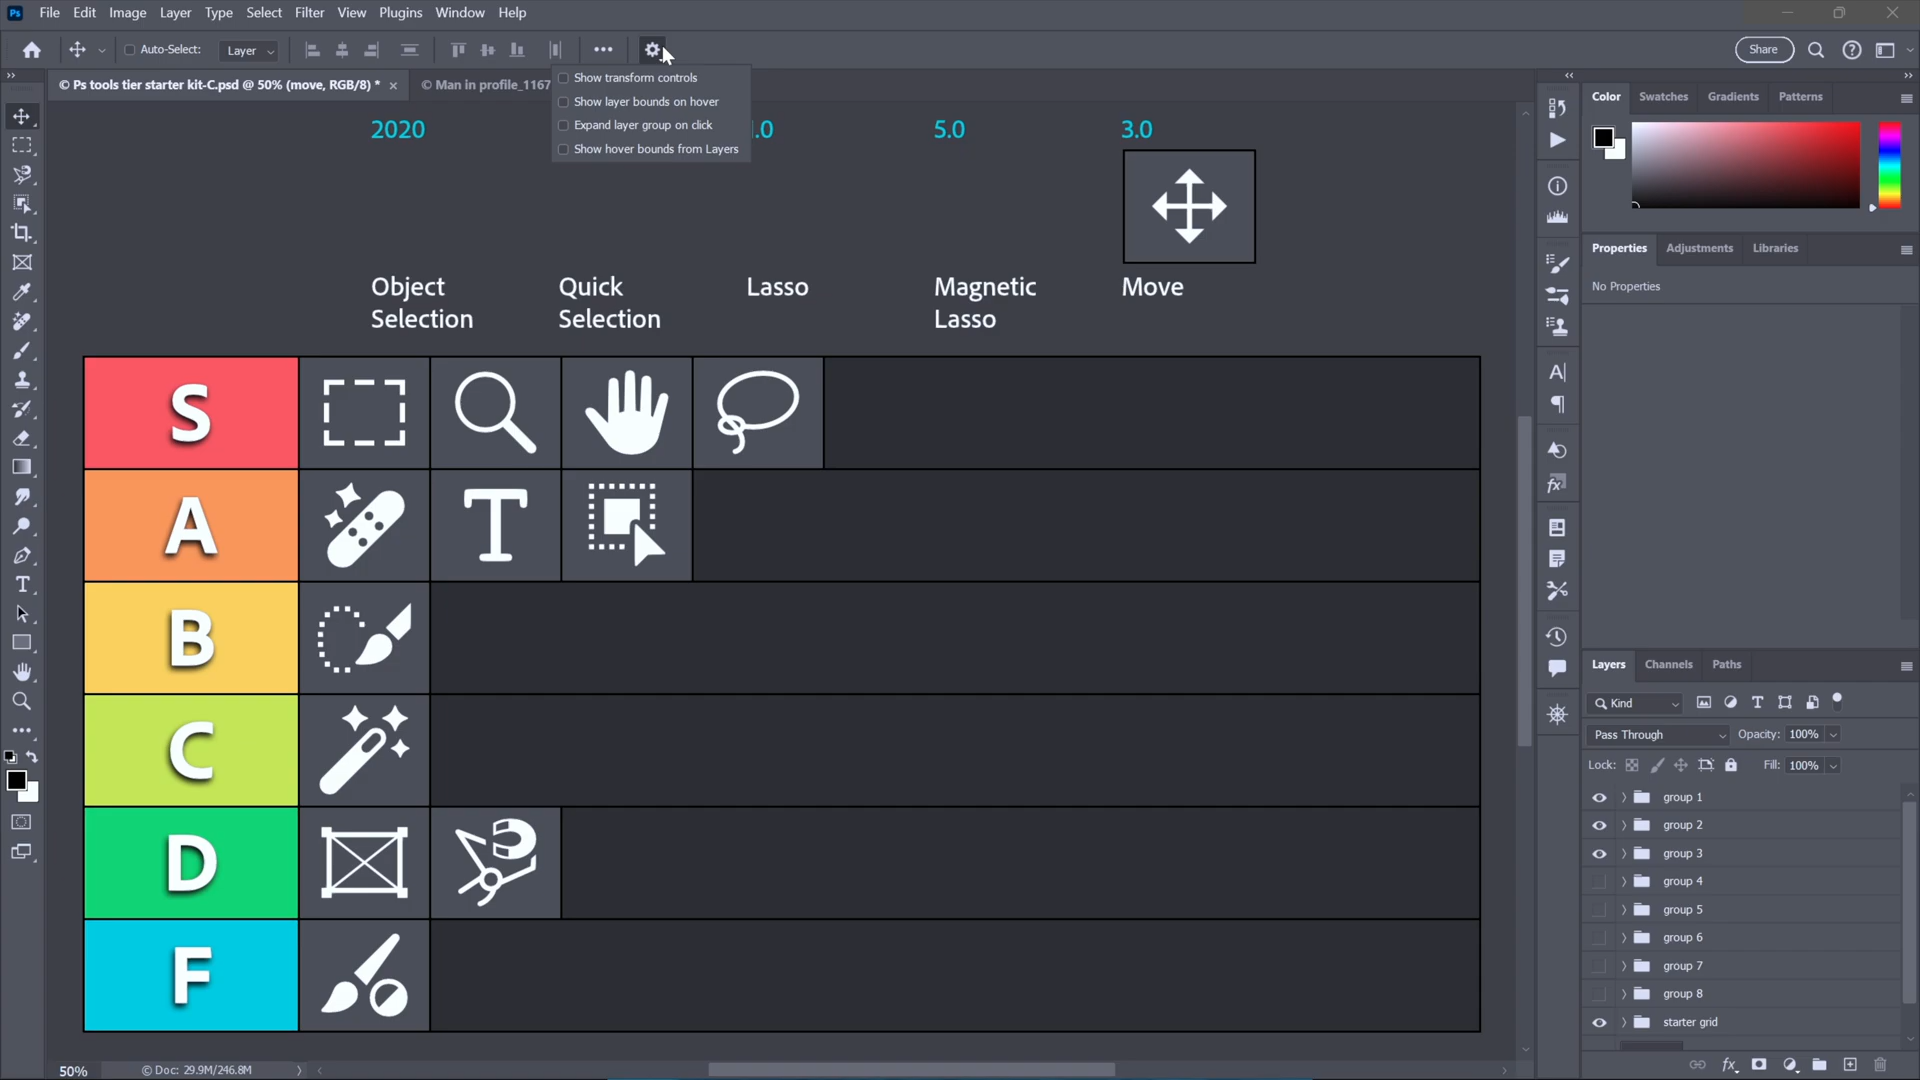 Ps File Edit Image Layer Type Select Filter View Plugins Window Help
Auto-Select: Layer
Share
© Ps tools tier starter kit-C.psd @ 50% (move, RGB/8) *
© Man in profile_1167
Show transform controls
Show layer bounds on hover
Expand layer group on click
Show hover bounds from Layers
2020
.0
5.0
3.0
Object
Selection
Quick
Selection
Lasso
Magnetic
Lasso
Move
S
T
A
B
C
D
F
50%
© Doc: 29.9M/246.8M
Color Swatches Gradients Patterns
Properties Adjustments Libraries
No Properties
Layers Channels Paths
Kind
Pass Through
Opacity: 100%
Lock:
Fill: 100%
group 1
group 2
group 3
group 4
group 5
group 6
group 7
group 8
starter grid
fx